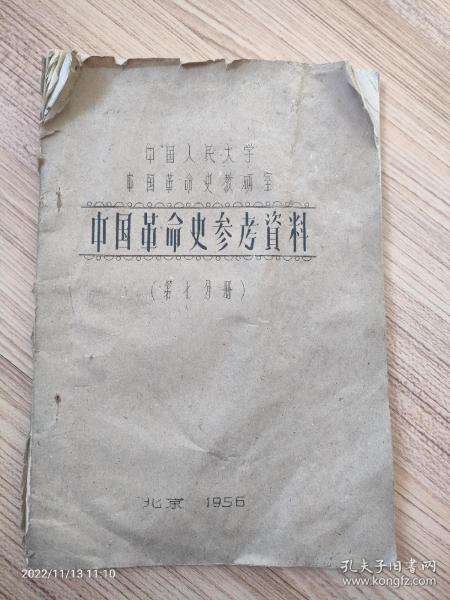 中国人民大学
中国革命史教研室
中国革命史参考資料
（第七分册）
北京 1956
2022/11/13 11:10
孔夫子旧书网
www.kongfz.com